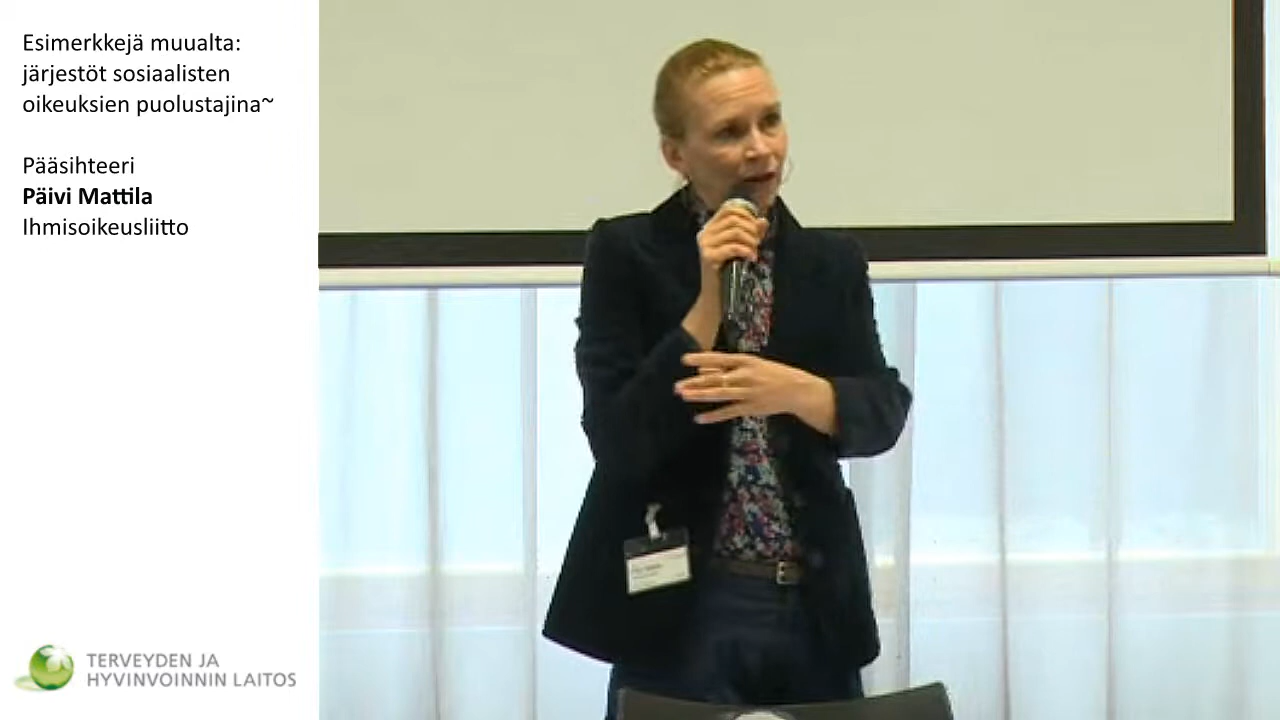 Esimerkkejä muualta:
järjestöt sosiaalisten
oikeuksien puolustajina~
Pääsihteeri
Päivi Mattila
Ihmisoikeusliitto
TERVEYDEN JA
HYVINVOINNIN LAITOS